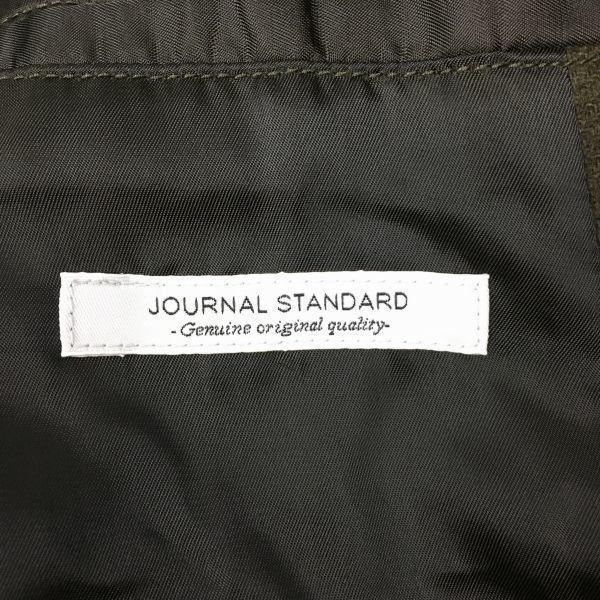 JOURNAL STANDARD
-Genuine original quality-